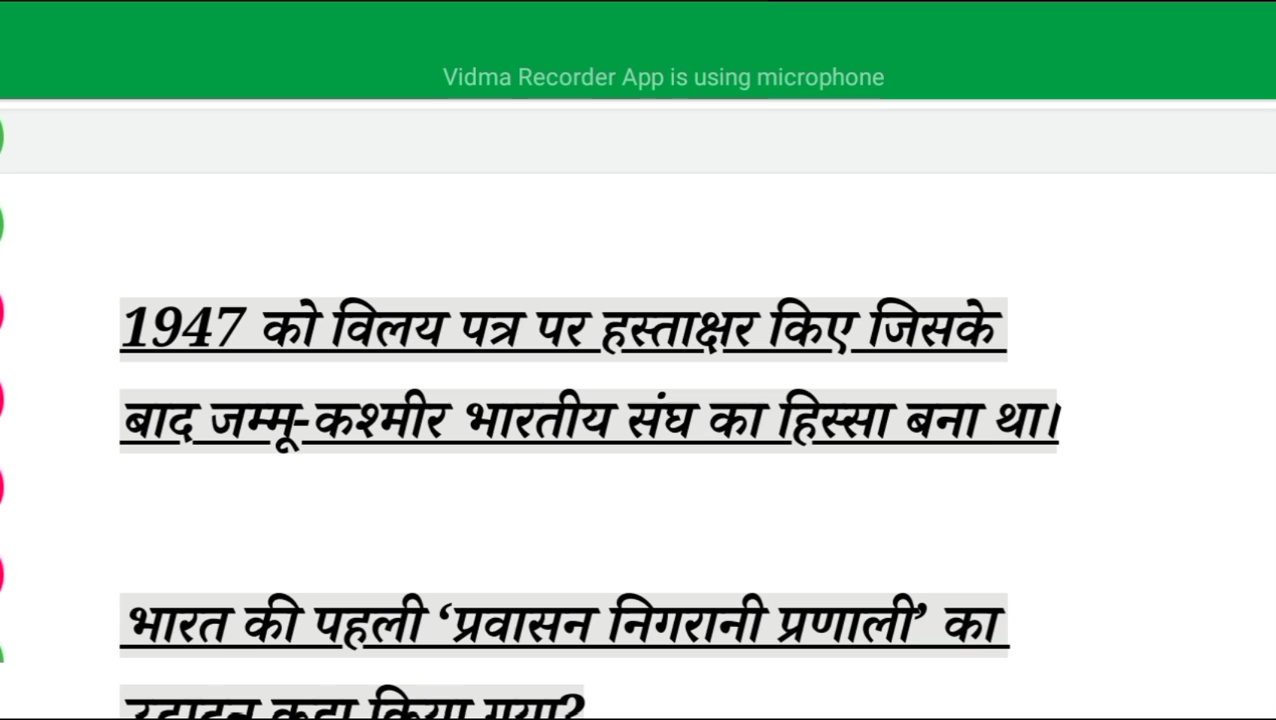 Vidma Recorder App is using microphone
1947 को विलय पत्र पर हस्ताक्षर किए जिसके
बाद जम्मू-कश्मीर भारतीय संघ का हिस्सा बना था।
भारत की पहली ‘प्रवासन निगरानी प्रणाली’ का
किया गया?